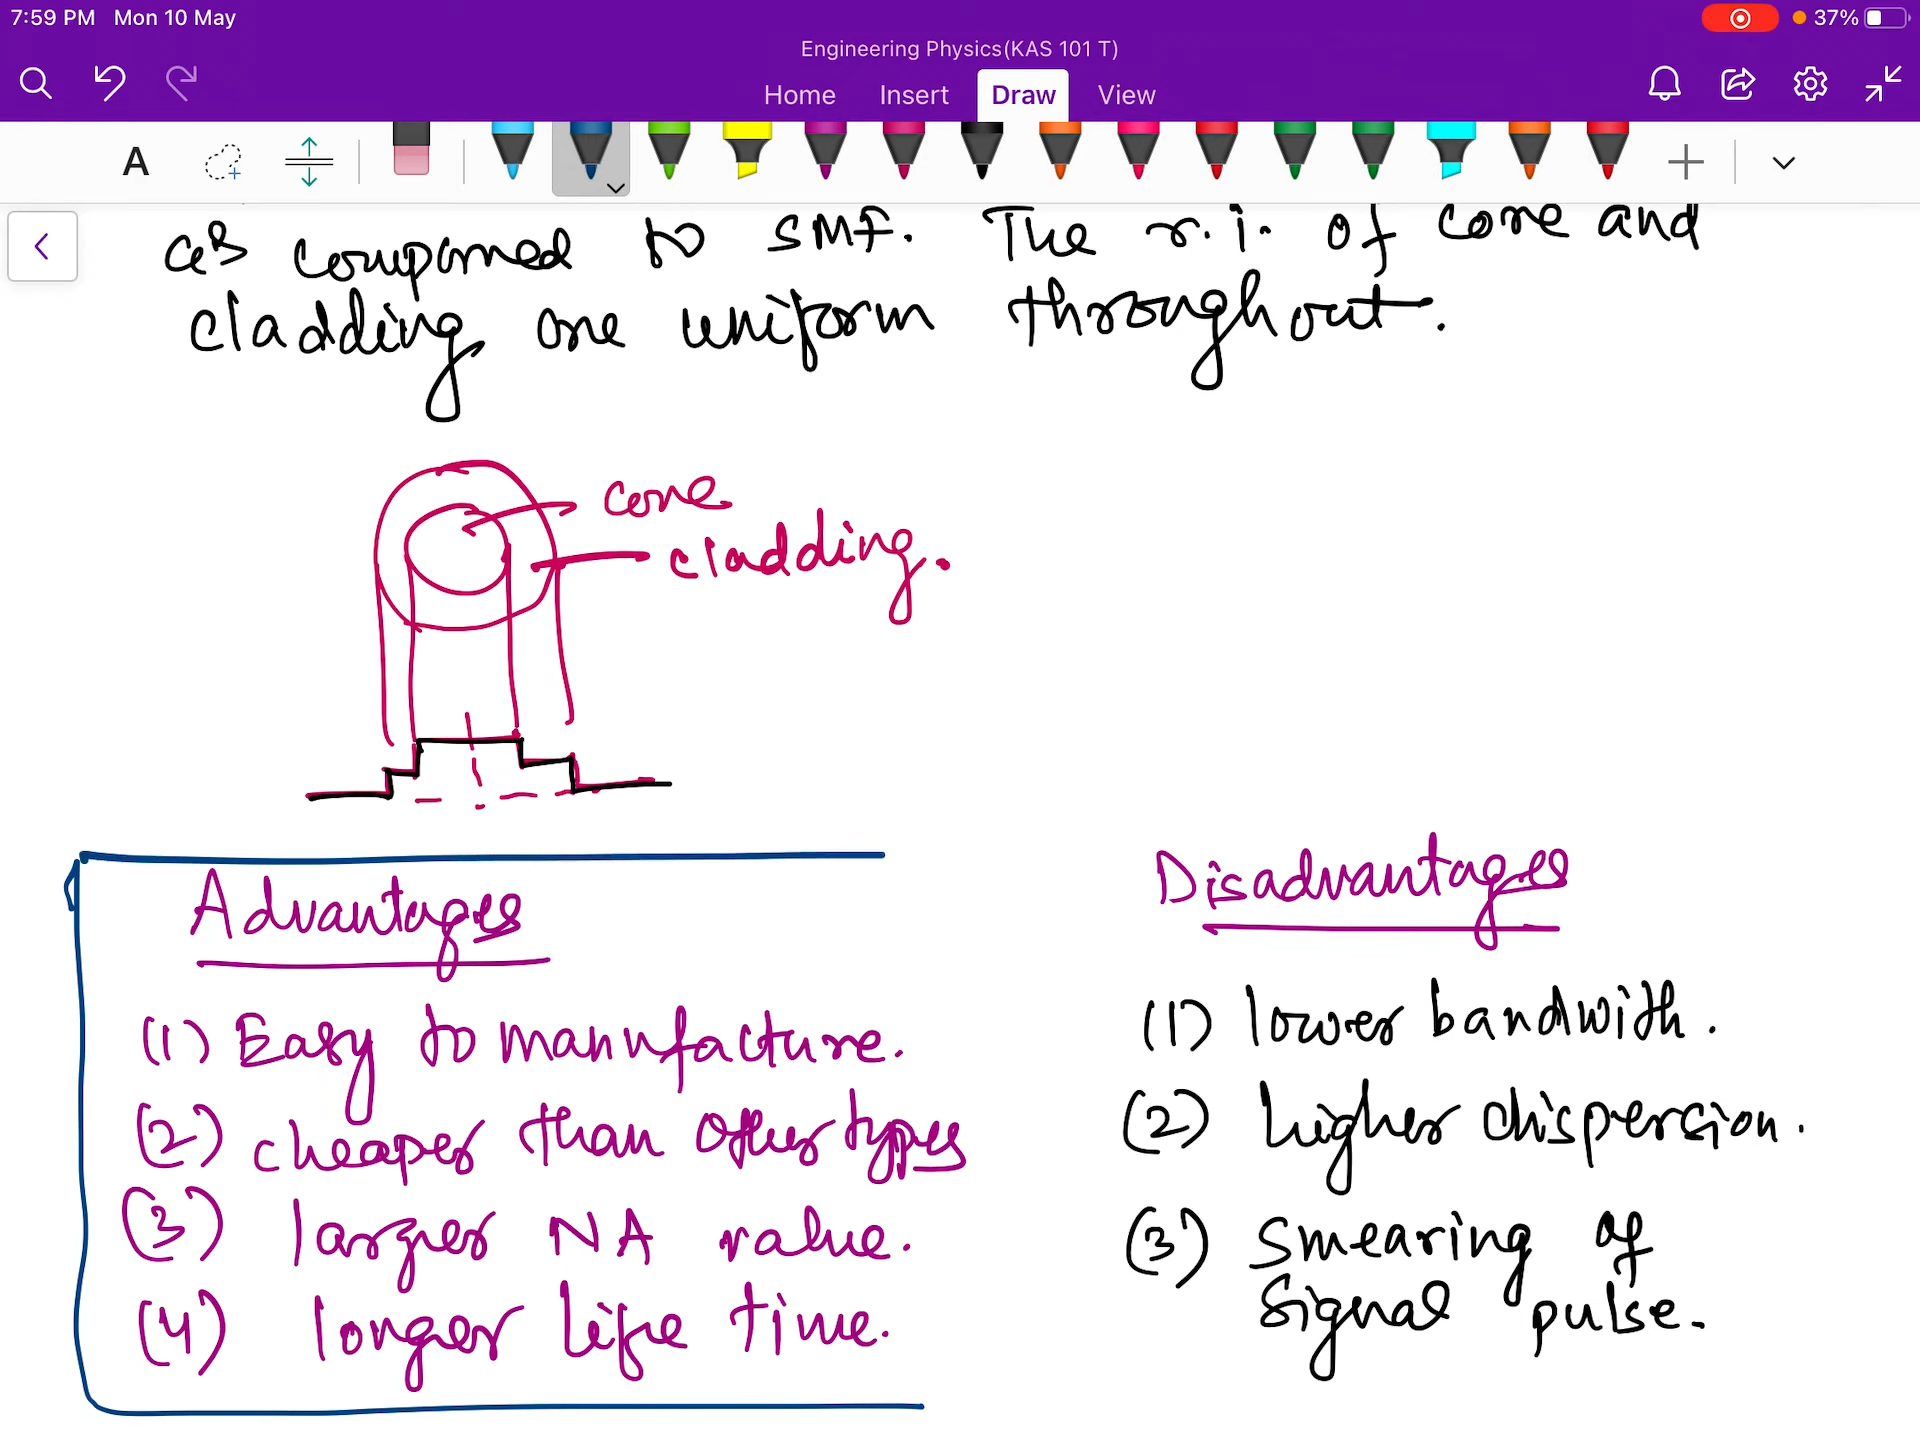 7:59 PM Mon 10 May
37%
Engineering Physics(KAS 101 T)
Home Insert Draw View
A
as compared to SMF. The r.i. of core and
cladding are uniform throughout.
core
cladding.
Advantages
(1) Easy to manufacture.
(2) cheaper than other types
(3) larger NA value.
(4) longer life time.
Disadvantages
(1) lower bandwith.
(2) higher dispersion.
(3) Smearing of
signal pulse.